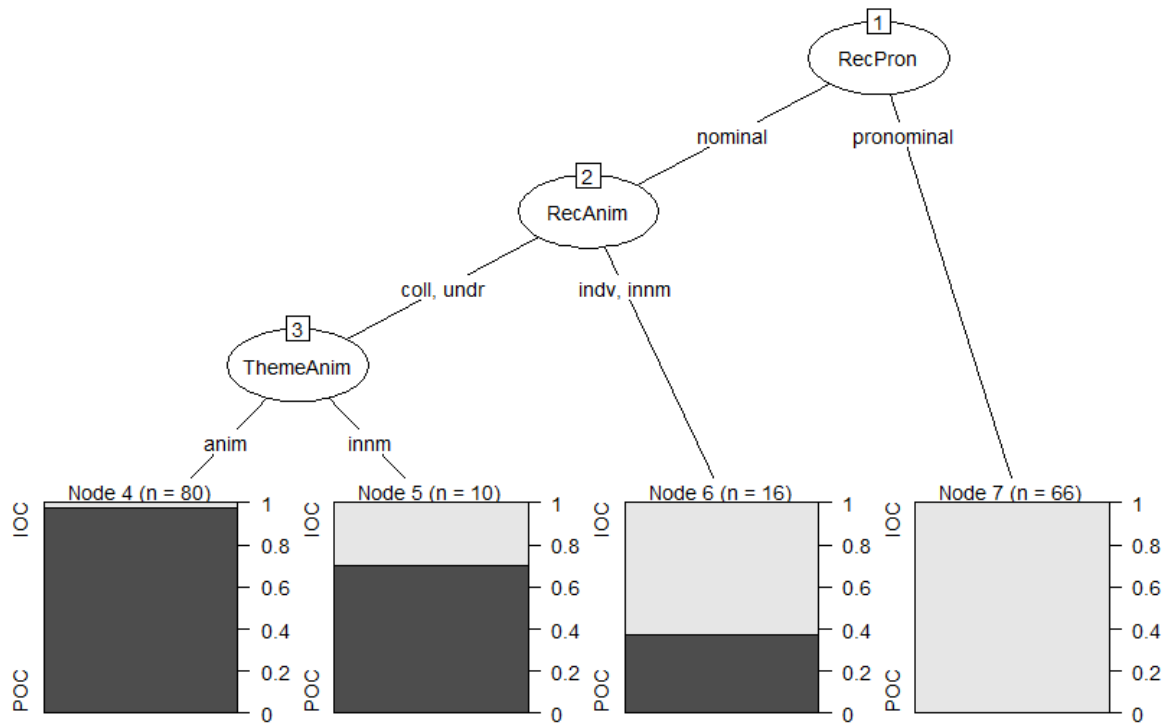 1
RecPron
nominal pronominal
2
RecAnim
coll, undr indv, innm
3
ThemeAnim
anim innm
Node 4 (n = 80) Node 5 (n = 10) Node 6 (n = 16) Node 7 (n = 66)
IOC 1 IOC 1 IOC 1 IOC 1
0.8 0.8 0.8 0.8
0.6 0.6 0.6 0.6
0.4 0.4 0.4 0.4
0.2 0.2 0.2 0.2
POC 0 POC 0 POC 0 POC 0